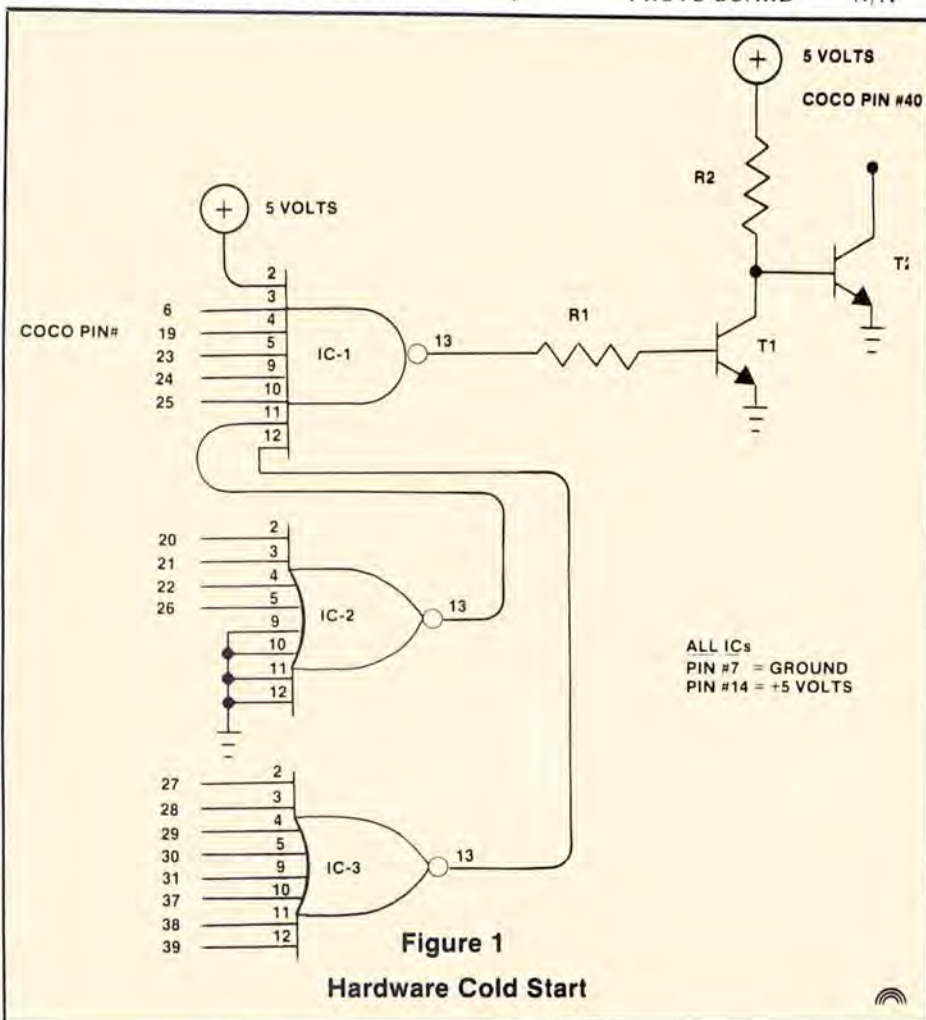 5 VOLTS
COCO PIN #40
R2
5 VOLTS
T2
2
3
6
4
COCO PIN#
19
5
R1
23
IC-1
13
9
24
T1
10
25
11
12
2
20
3
21
4
22
5
26
IC-2
13
9
10
11
12
ALL ICs
PIN #7 = GROUND
PIN #14 = +5 VOLTS
27
2
28
3
29
4
30
5
31
9
IC-3
13
37
10
38
11
39
12
Figure 1
Hardware Cold Start